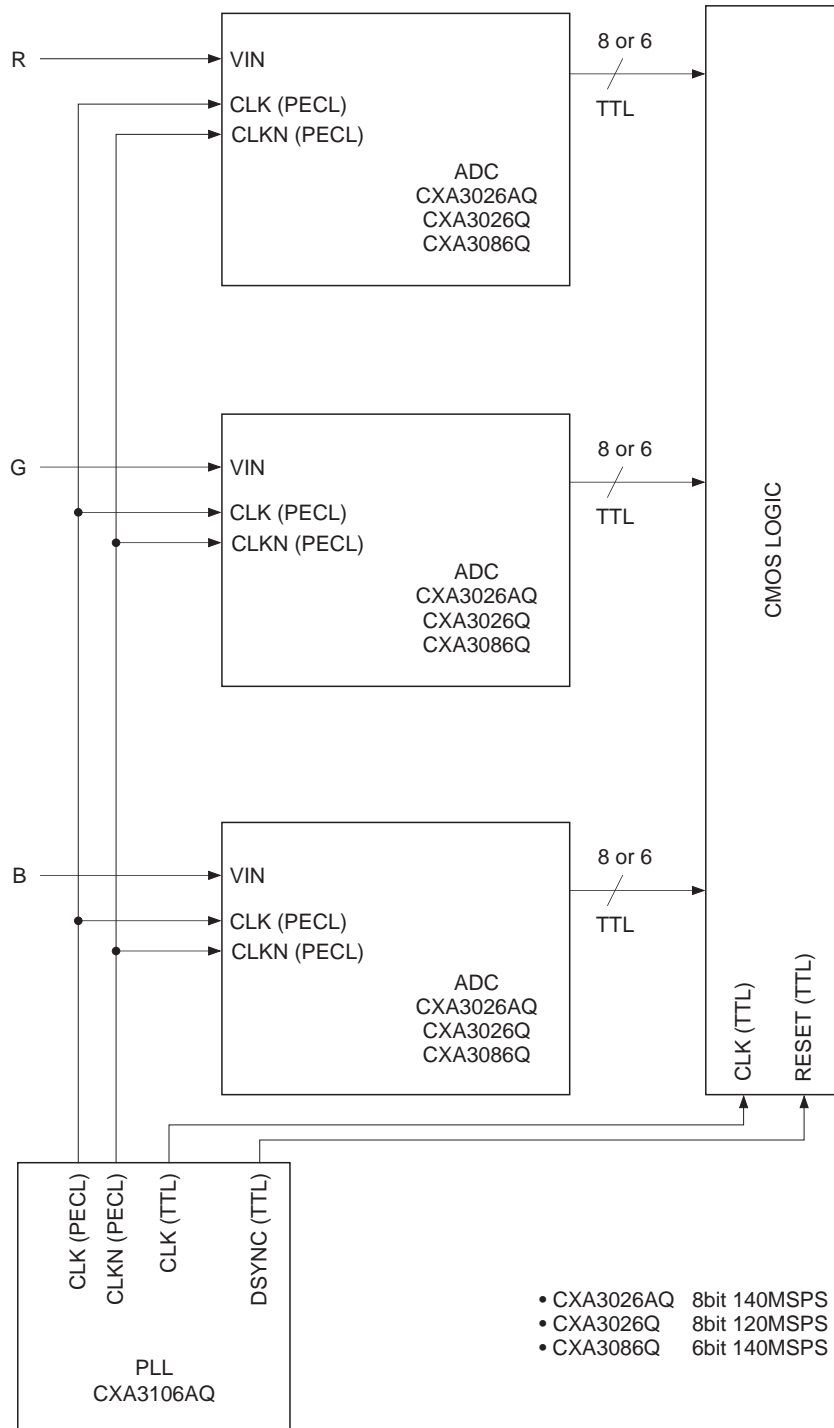 R
VIN
CLK (PECL)
CLKN (PECL)
ADC
CXA3026AQ
CXA3026Q
CXA3086Q
8 or 6
TTL
G
VIN
CLK (PECL)
CLKN (PECL)
ADC
CXA3026AQ
CXA3026Q
CXA3086Q
8 or 6
TTL
CMOS LOGIC
B
VIN
CLK (PECL)
CLKN (PECL)
ADC
CXA3026AQ
CXA3026Q
CXA3086Q
8 or 6
TTL
CLK (TTL)
RESET (TTL)
CLK (PECL)
CLKN (PECL)
CLK (TTL)
DSYNC (TTL)
PLL
CXA3106AQ
• CXA3026AQ 8bit 140MSPS
• CXA3026Q 8bit 120MSPS
• CXA3086Q 6bit 140MSPS